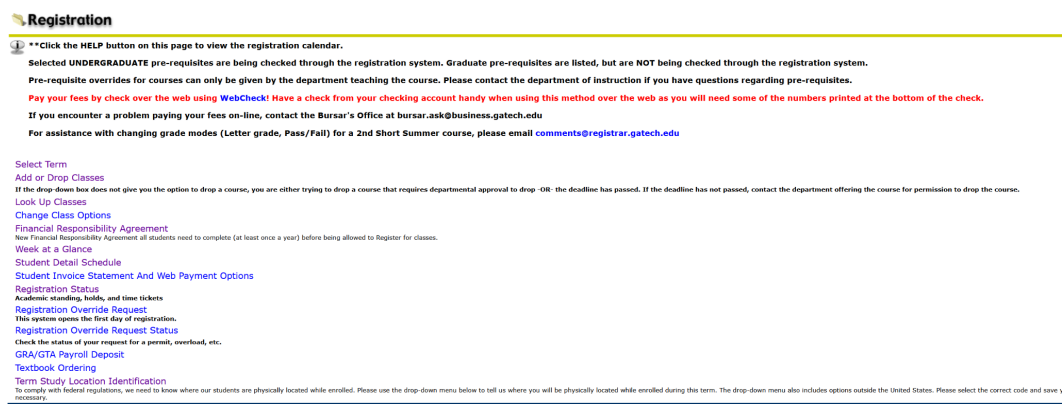 Registration
**Click the HELP button on this page to view the registration calendar.
Selected UNDERGRADUATE pre-requisites are being checked through the registration system. Graduate pre-requisites are listed, but are NOT being checked through the registration system.
Pre-requisite overrides for courses can only be given by the department teaching the course. Please contact the department of instruction if you have questions regarding pre-requisites.
Pay your fees by check over the web using WebCheck! Have a check from your checking account handy when using this method over the web as you will need some of the numbers printed at the bottom of the check.
If you encounter a problem paying your fees on-line, contact the Bursar's Office at bursar.ask@business.gatech.edu
For assistance with changing grade modes (Letter grade, Pass/Fail) for a 2nd Short Summer course, please email comments@registrar.gatech.edu
Select Term
Add or Drop Classes
If the drop-down box does not give you the option to drop a course, you are either trying to drop a course that requires departmental approval to drop -OR- the deadline has passed. If the deadline has not passed, contact the department offering the course for permission to drop the course.
Look Up Classes
Change Class Options
Financial Responsibility Agreement
New Financial Responsibility Agreement all students need to complete (at least once a year) before being allowed to Register for classes.
Week at a Glance
Student Detail Schedule
Student Invoice Statement And Web Payment Options
Registration Status
Academic standing, holds, and time tickets
Registration Override Request
This system opens the first day of registration.
Registration Override Request Status
Check the status of your request for a permit, overload, etc.
GRA/GTA Payroll Deposit
Textbook Ordering
Term Study Location Identification
To comply with federal regulations, we need to know where our students are physically located while enrolled. Please use the drop-down menu below to tell us where you will be physically located while enrolled during this term. The drop-down menu also includes options outside the United States. Please select the correct code and save
necessary.